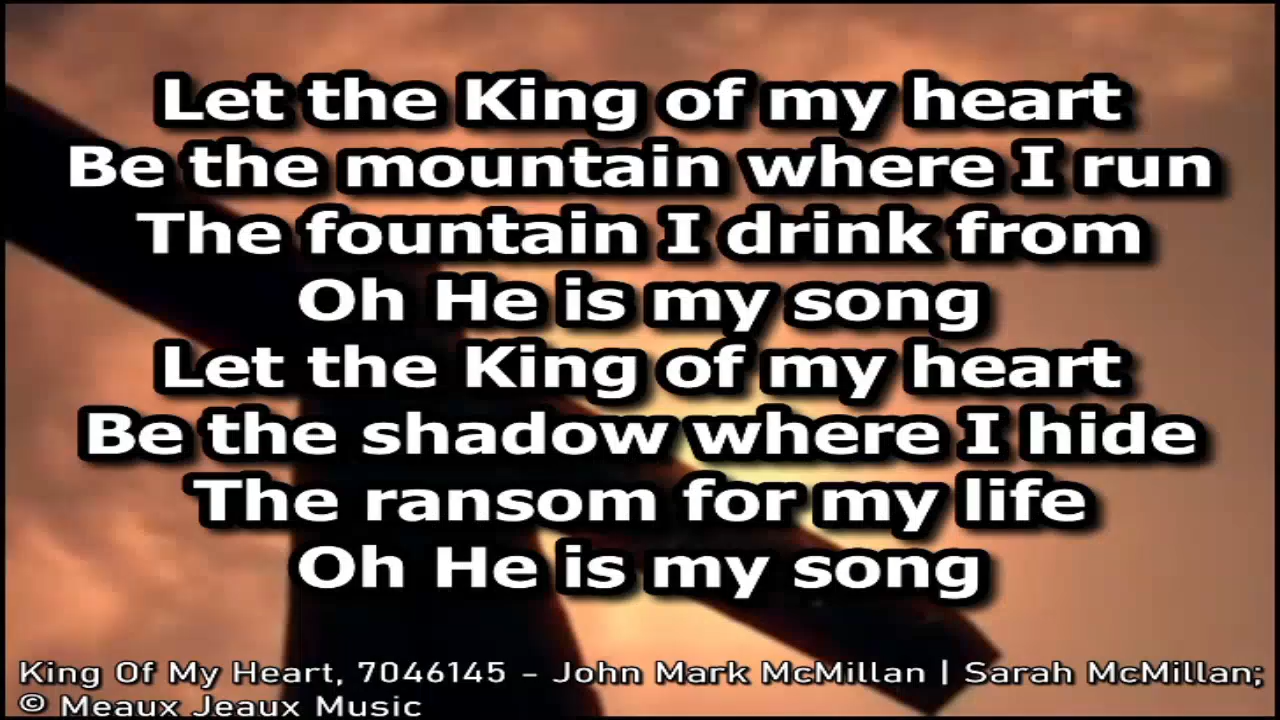 Let the King of my heart
Be the mountain where I run
The fountain I drink from
Oh He is my song
Let the King of my heart
Be the shadow where I hide
The ransom for my life
Oh He is my song
King Of My Heart, 7046145 - John Mark McMillan | Sarah McMillan;
© Meaux Jeaux Music